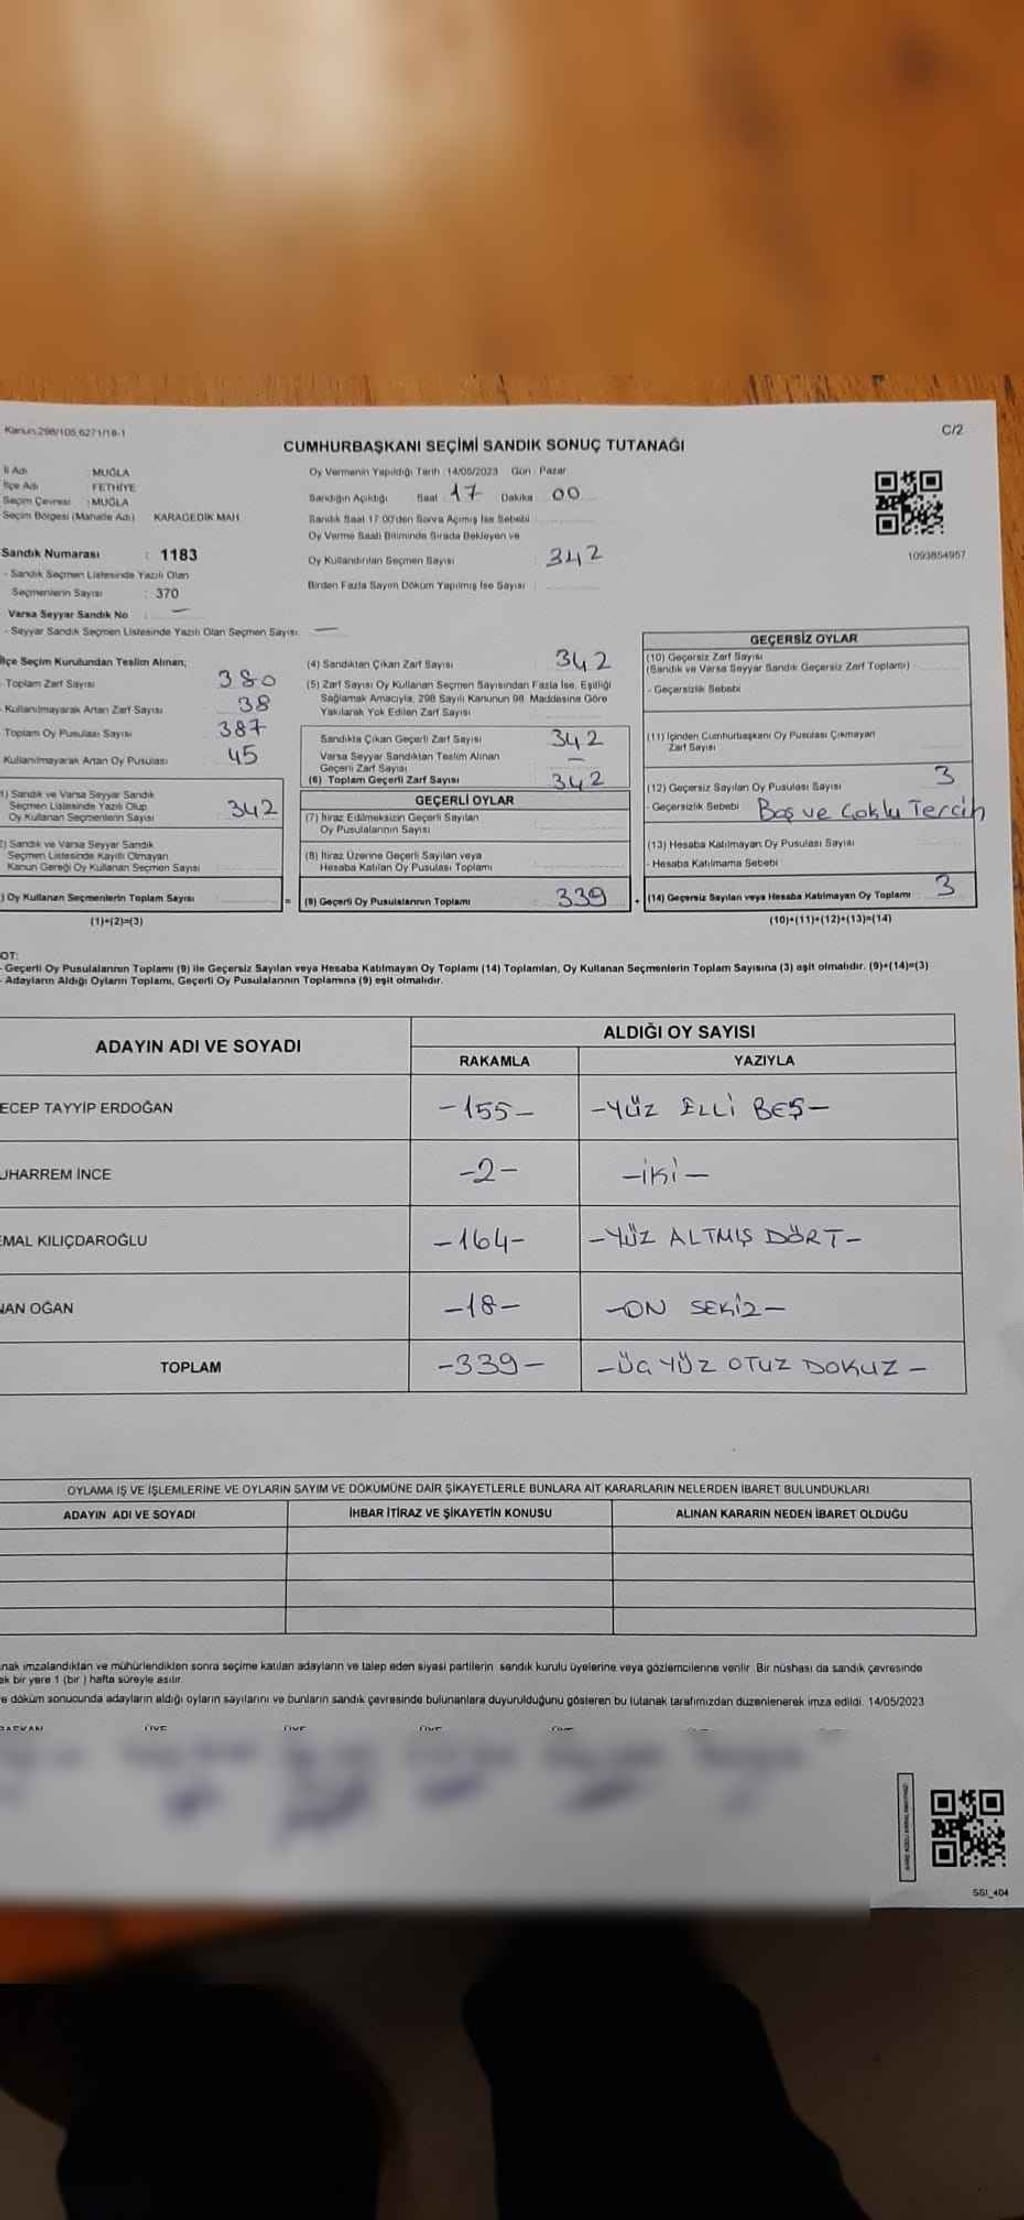 Kanun:298/105,6271/18-1
C/2
CUMHURBAŞKANI SEÇİMİ SANDIK SONUÇ TUTANAĞI
İl Adı : MUĞLA
İlçe Adı : FETHİYE
Seçim Çevresi : MUĞLA
Seçim Bölgesi (Mahalle Adı) KARAGEDİK MAH.
Sandık Numarası : 1183
- Sandık Seçmen Listesinde Yazılı Olan
Seçmenlerin Sayısı : 370
Varsa Seyyar Sandık No : —
- Seyyar Sandık Seçmen Listesinde Yazılı Olan Seçmen Sayısı: —
Oy Vermenin Yapıldığı Tarih : 14/05/2023 Gün : Pazar
Sandığın Açıldığı Saat 17 Dakika 00
Sandık Saat 17.00'den Sonra Açılmış İse Sebebi
Oy Verme Saati Bitiminde Sırada Bekleyen ve
Oy Kullandırılan Seçmen Sayısı : 342
Birden Fazla Sayım Döküm Yapılmış İse Sayısı :
1093854957
İlçe Seçim Kurulundan Teslim Alınan;
Toplam Zarf Sayısı 380
Kullanılmayarak Artan Zarf Sayısı 38
Toplam Oy Pusulası Sayısı 387
Kullanılmayarak Artan Oy Pusulası 45
1) Sandık ve Varsa Seyyar Sandık
Seçmen Listesinde Yazılı Olup
Oy Kullanan Seçmenlerin Sayısı 342
2) Sandık ve Varsa Seyyar Sandık
Seçmen Listesinde Kayıtlı Olmayan
Kanun Gereği Oy Kullanan Seçmen Sayısı
) Oy Kullanan Seçmenlerin Toplam Sayısı =
(1)+(2)=(3)
(4) Sandıktan Çıkan Zarf Sayısı 342
(5) Zarf Sayısı Oy Kullanan Seçmen Sayısından Fazla İse, Eşitliği
Sağlamak Amacıyla, 298 Sayılı Kanunun 98. Maddesine Göre
Yakılarak Yok Edilen Zarf Sayısı
Sandıkta Çıkan Geçerli Zarf Sayısı 342
Varsa Seyyar Sandıktan Teslim Alınan
Geçerli Zarf Sayısı —
(6) Toplam Geçerli Zarf Sayısı 342
GEÇERLİ OYLAR
(7) İtiraz Edilmeksizin Geçerli Sayılan
Oy Pusulalarının Sayısı
(8) İtiraz Üzerine Geçerli Sayılan veya
Hesaba Katılan Oy Pusulası Toplamı
(9) Geçerli Oy Pusulalarının Toplamı 339 +
GEÇERSİZ OYLAR
(10) Geçersiz Zarf Sayısı
(Sandık ve Varsa Seyyar Sandık Geçersiz Zarf Toplamı)
- Geçersizlik Sebebi
(11) İçinden Cumhurbaşkanı Oy Pusulası Çıkmayan
Zarf Sayısı
(12) Geçersiz Sayılan Oy Pusulası Sayısı 3
- Geçersizlik Sebebi Boş ve Çoklu Tercih
(13) Hesaba Katılmayan Oy Pusulası Sayısı
- Hesaba Katılmama Sebebi
(14) Geçersiz Sayılan veya Hesaba Katılmayan Oy Toplamı 3
(10)+(11)+(12)+(13)=(14)
OT:
- Geçerli Oy Pusulalarının Toplamı (9) ile Geçersiz Sayılan veya Hesaba Katılmayan Oy Toplamı (14) Toplamları, Oy Kullanan Seçmenlerin Toplam Sayısına (3) eşit olmalıdır. (9)+(14)=(3)
- Adayların Aldığı Oyların Toplamı, Geçerli Oy Pusulalarının Toplamına (9) eşit olmalıdır.
ADAYIN ADI VE SOYADI
ALDIĞI OY SAYISI
RAKAMLA YAZIYLA
ECEP TAYYİP ERDOĞAN -155- -YÜZ ELLİ BEŞ-
UHARREM İNCE -2- -İKİ-
EMAL KILIÇDAROĞLU -164- -YÜZ ALTMIŞ DÖRT-
NAN OĞAN -18- -ON SEKİZ-
TOPLAM -339- -ÜÇ YÜZ OTUZ DOKUZ-
OYLAMA İŞ VE İŞLEMLERİNE VE OYLARIN SAYIM VE DÖKÜMÜNE DAİR ŞİKAYETLERLE BUNLARA AİT KARARLARIN NELERDEN İBARET BULUNDUKLARI
ADAYIN ADI VE SOYADI İHBAR İTİRAZ VE ŞİKAYETİN KONUSU ALINAN KARARIN NEDEN İBARET OLDUĞU
nak imzalandıktan ve mühürlendikten sonra seçime katılan adayların ve talep eden siyasi partilerin sandık kurulu üyelerine veya gözlemcilerine verilir. Bir nüshası da sandık çevresinde
ak bir yere 1 (bir) hafta süreyle asılır.
e döküm sonucunda adayların aldığı oyların sayılarını ve bunların sandık çevresinde bulunanlara duyurulduğunu gösteren bu tutanak tarafımızdan düzenlenerek imza edildi. 14/05/2023
BAŞKAN ÜYE ÜYE ÜYE
SSI_404